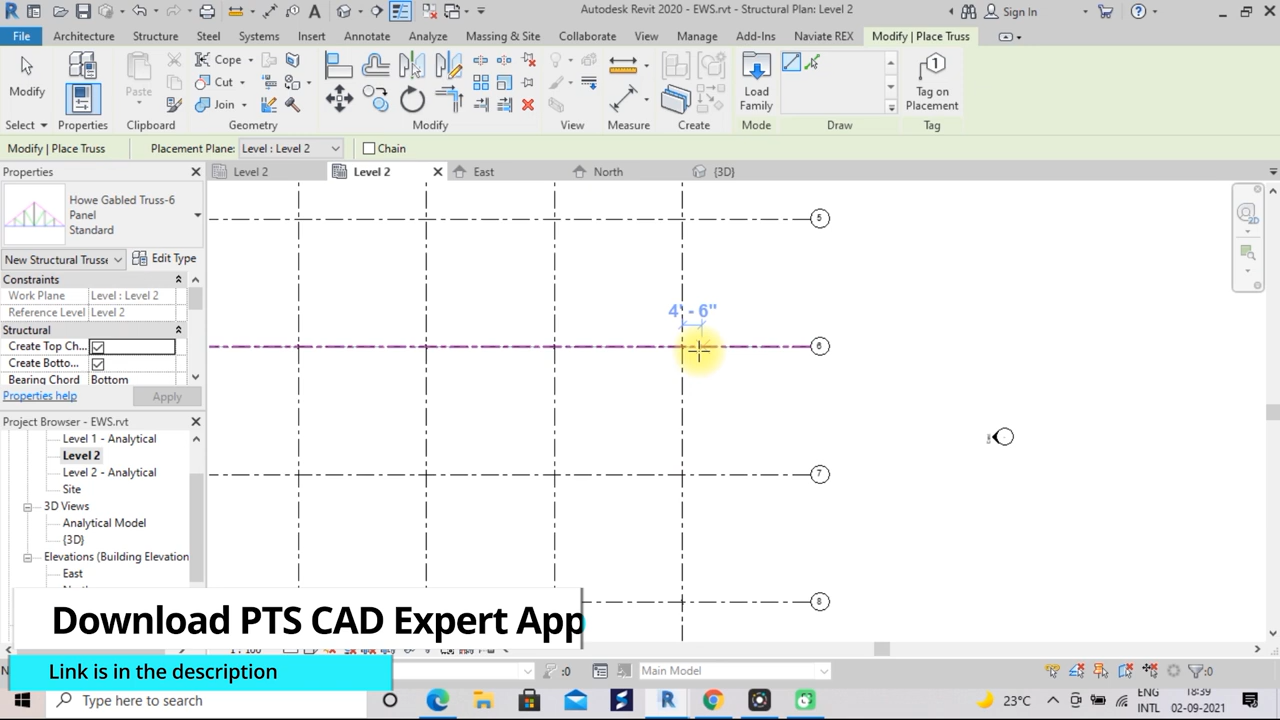 Autodesk Revit 2020 - EWS.rvt - Structural Plan: Level 2
Sign In
File
Architecture
Structure
Steel
Systems
Insert
Annotate
Analyze
Massing & Site
Collaborate
View
Manage
Add-Ins
Naviate REX
Modify | Place Truss
Modify
Paste
Cope
Cut
Join
Load
Family
Tag on
Placement
Select
Properties
Clipboard
Geometry
Modify
View
Measure
Create
Mode
Draw
Tag
Modify | Place Truss
Placement Plane:
Level : Level 2
Chain
Properties
Level 2
Level 2
East
North
{3D}
Howe Gabled Truss-6
Panel
Standard
New Structural Trusse
Edit Type
Constraints
Work Plane
Level : Level 2
Reference Level
Level 2
Structural
Create Top Ch...
Create Botto...
Bearing Chord
Bottom
Properties help
Apply
Project Browser - EWS.rvt
Level 1 - Analytical
Level 2
Level 2 - Analytical
Site
3D Views
Analytical Model
{3D}
Elevations (Building Elevation
East
5
4' - 6"
6
7
8
2D
Download PTS CAD Expert App
Link is in the description
:0
Main Model
:0
Type here to search
23°C
ENG
INTL
18:39
02-09-2021